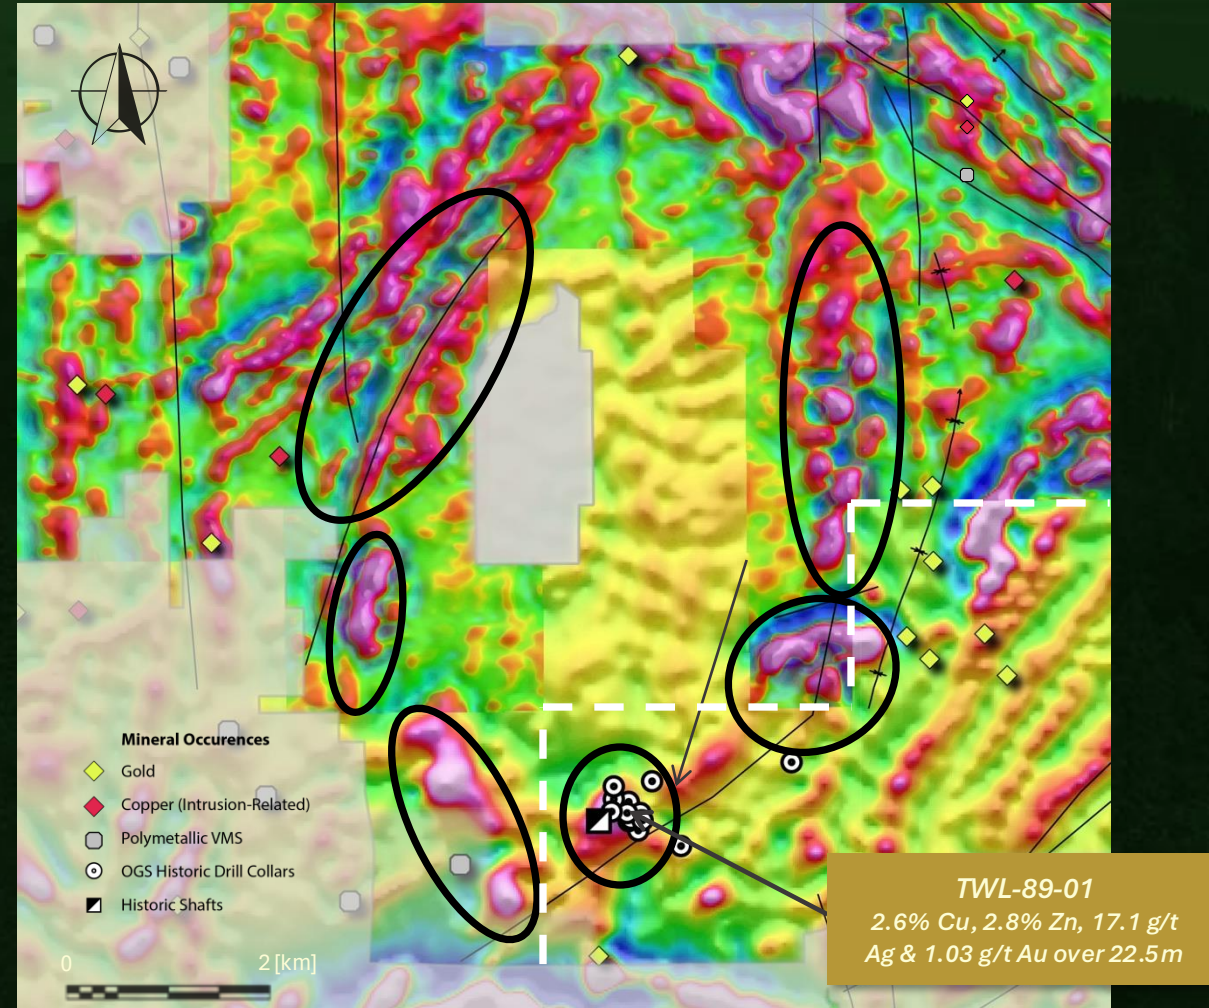 Mineral Occurences
Gold
Copper (Intrusion-Related)
Polymetallic VMS
OGS Historic Drill Collars
Historic Shafts
0 2 [km]
TWL-89-01
2.6% Cu, 2.8% Zn, 17.1 g/t
Ag & 1.03 g/t Au over 22.5m